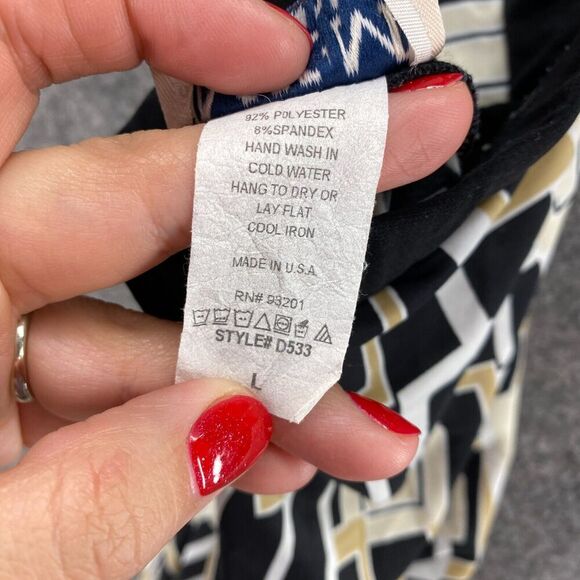 92% POLYESTER
8%SPANDEX
HAND WASH IN
COLD WATER
HANG TO DRY OR
LAY FLAT
COOL IRON
MADE IN U.S.A
RN# 93201
STYLE# D533
L